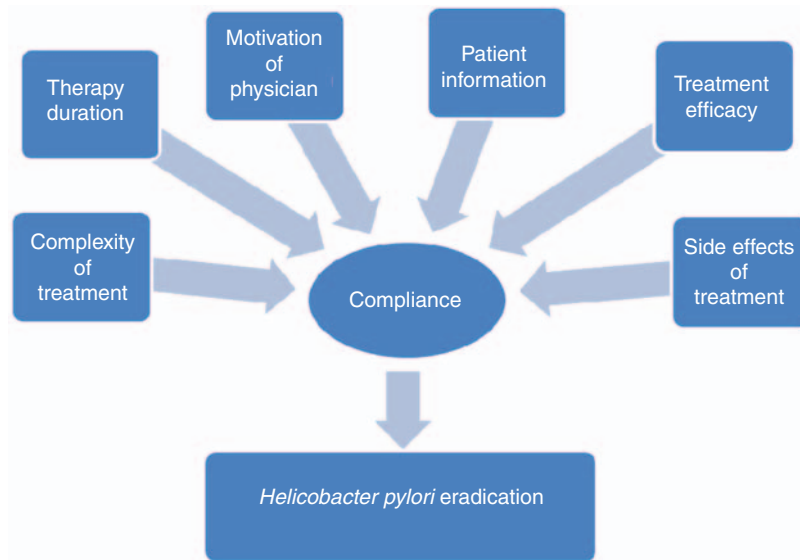 Motivation
of
physician
Patient
information
Therapy
duration
Treatment
efficacy
Complexity
of
treatment
Side effects
of
treatment
Compliance
Helicobacter pylori eradication